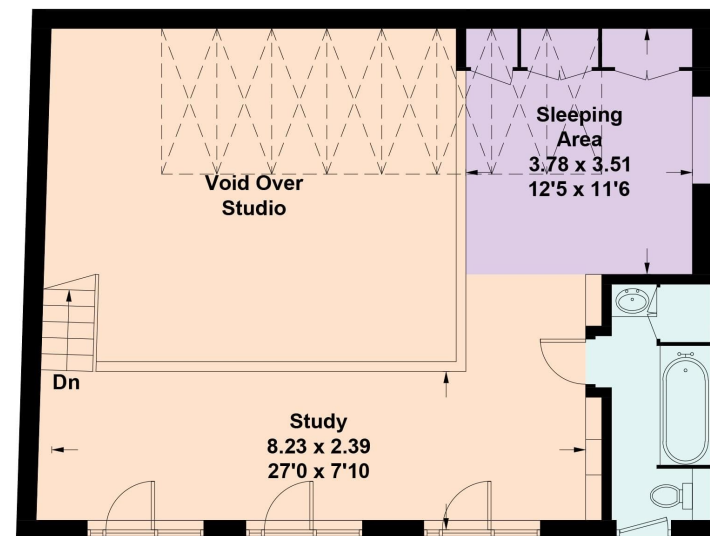 Sleeping
Area
3.78 x 3.51
12'5 x 11'6
Void Over
Studio
Dn
Study
8.23 x 2.39
27'0 x 7'10